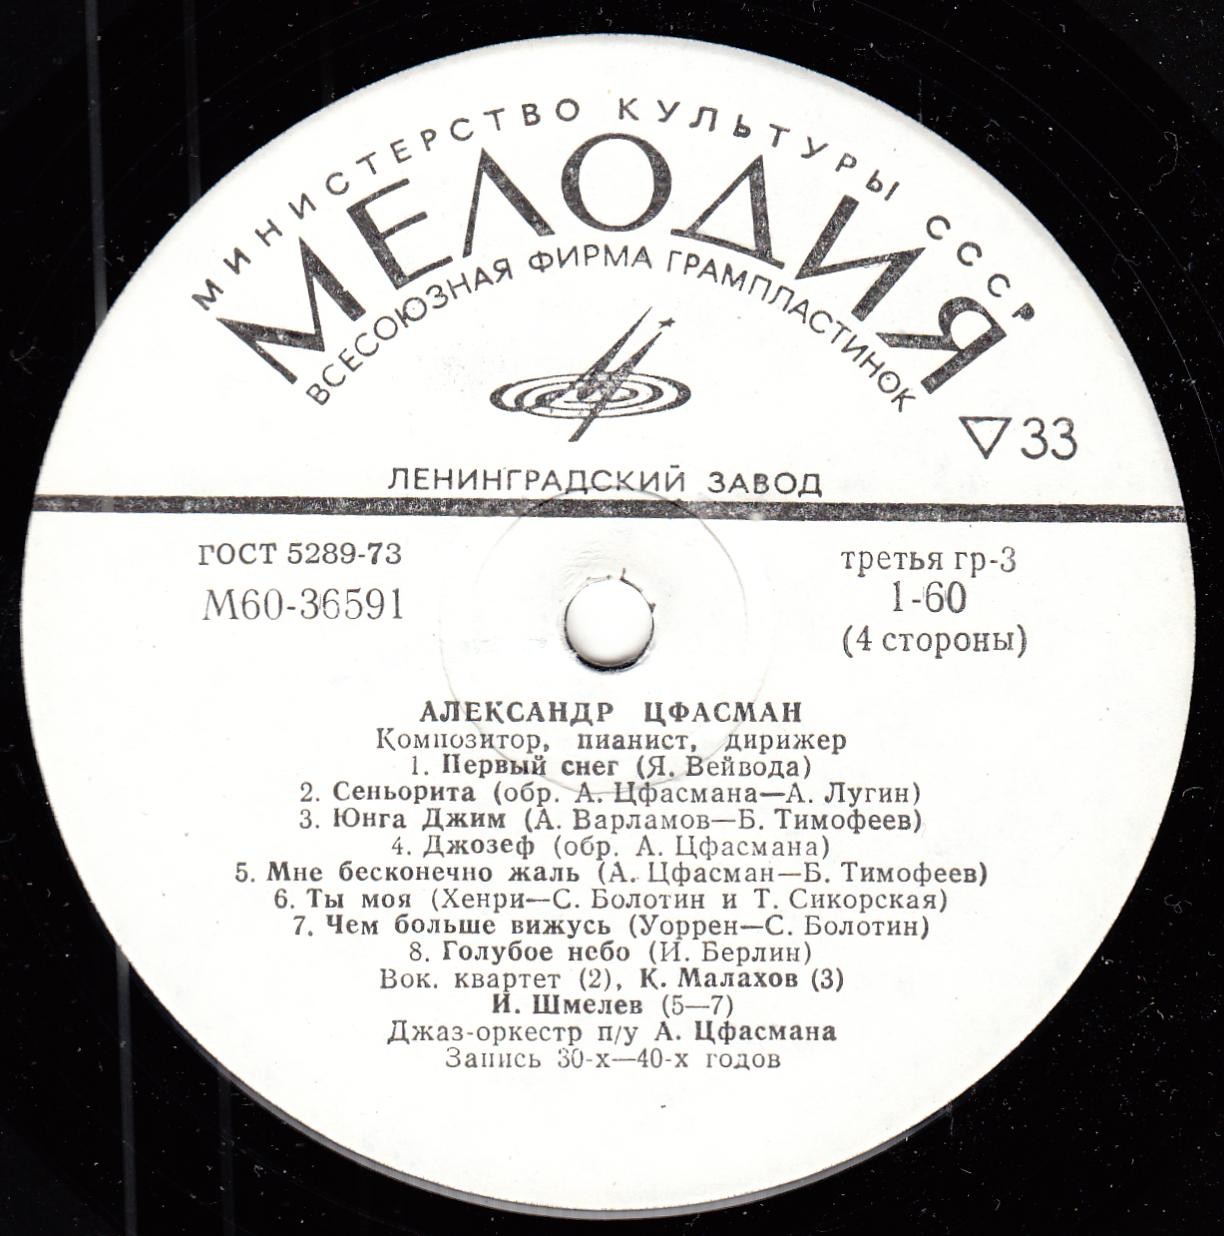 МИНИСТЕРСТВО КУЛЬТУРЫ СССР
МЕЛОДИЯ
ВСЕСОЮЗНАЯ ФИРМА ГРАМПЛАСТИНОК
▽33
ЛЕНИНГРАДСКИЙ ЗАВОД
ГОСТ 5289-73
М60-36591
третья гр-3
1-60
(4 стороны)
АЛЕКСАНДР ЦФАСМАН
Композитор, пианист, дирижер
1. Первый снег (Я. Вейвода)
2. Сеньорита (обр. А. Цфасмана—А. Лугин)
3. Юнга Джим (А. Варламов—Б. Тимофеев)
4. Джозеф (обр. А. Цфасмана)
5. Мне бесконечно жаль (А. Цфасман—Б. Тимофеев)
6. Ты моя (Хенри—С. Болотин и Т. Сикорская)
7. Чем больше вижусь (Уоррен—С. Болотин)
8. Голубое небо (И. Берлин)
Вок. квартет (2), К. Малахов (3)
И. Шмелев (5—7)
Джаз-оркестр п/у А. Цфасмана
Запись 30-х—40-х годов